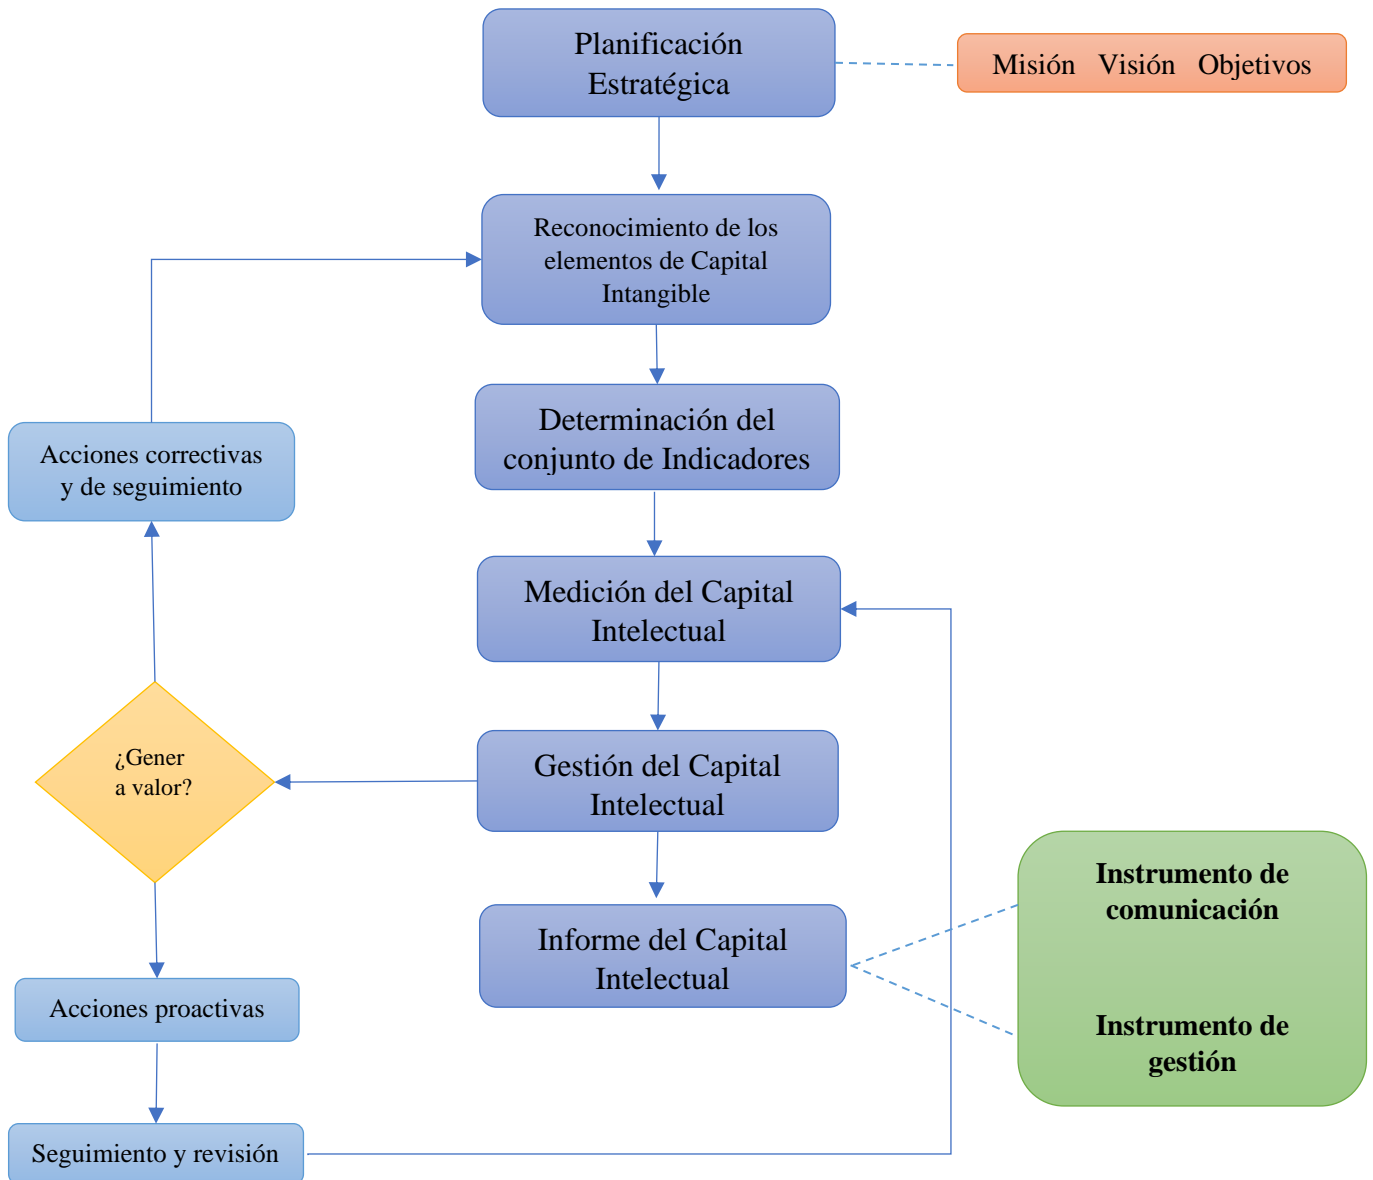 Planificación
Estratégica
Misión Visión Objetivos
Reconocimiento de los
elementos de Capital
Intangible
Determinación del
conjunto de Indicadores
Acciones correctivas
y de seguimiento
Medición del Capital
Intelectual
¿Gener
a valor?
Gestión del Capital
Intelectual
Informe del Capital
Intelectual
Instrumento de
comunicación
Instrumento de
gestión
Acciones proactivas
Seguimiento y revisión